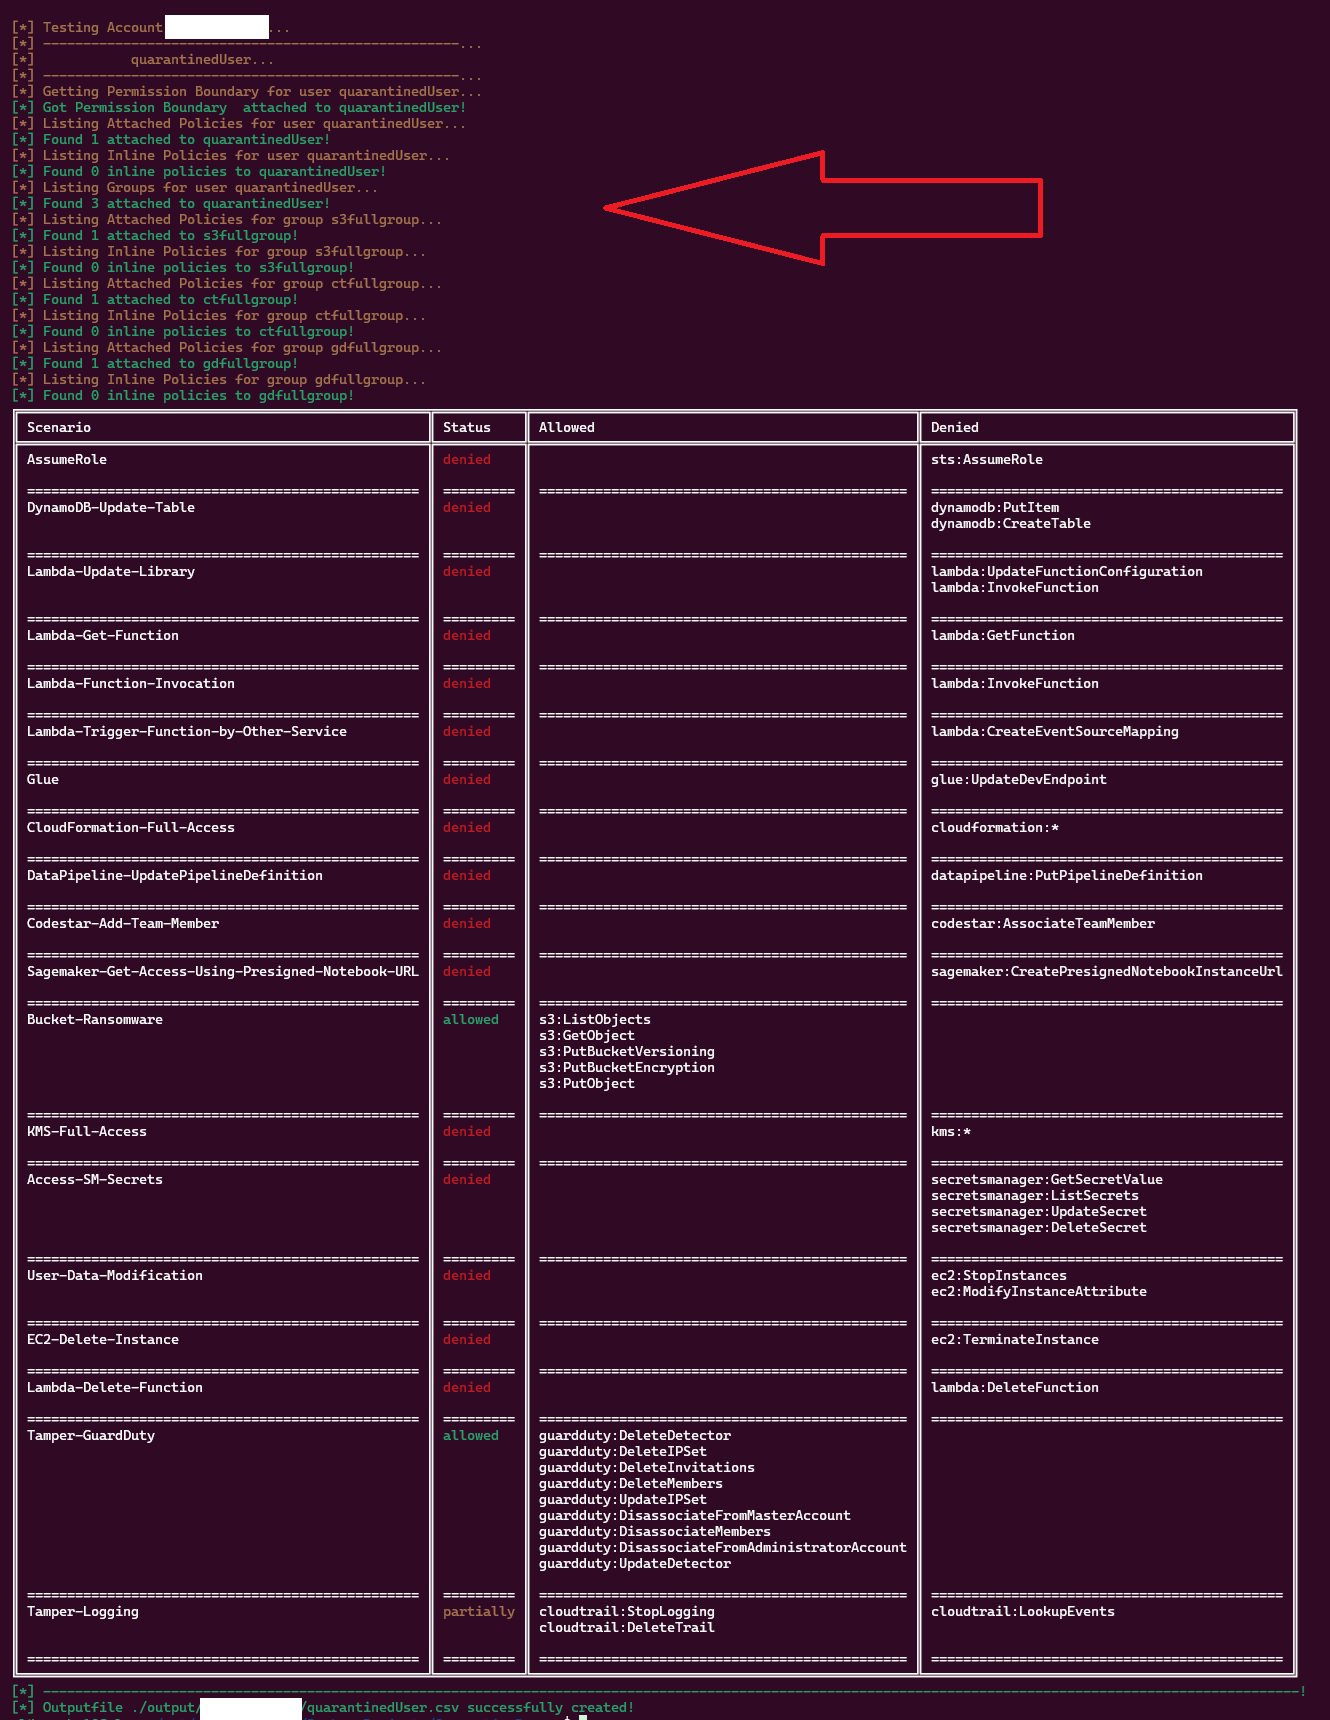 [*] Testing Account ...
[*] ----------------------------------------------------...
[*]            quarantinedUser...
[*] ----------------------------------------------------...
[*] Getting Permission Boundary for user quarantinedUser...
[*] Got Permission Boundary  attached to quarantinedUser!
[*] Listing Attached Policies for user quarantinedUser...
[*] Found 1 attached to quarantinedUser!
[*] Listing Inline Policies for user quarantinedUser...
[*] Found 0 inline policies to quarantinedUser!
[*] Listing Groups for user quarantinedUser...
[*] Found 3 attached to quarantinedUser!
[*] Listing Attached Policies for group s3fullgroup...
[*] Found 1 attached to s3fullgroup!
[*] Listing Inline Policies for group s3fullgroup...
[*] Found 0 inline policies to s3fullgroup!
[*] Listing Attached Policies for group ctfullgroup...
[*] Found 1 attached to ctfullgroup!
[*] Listing Inline Policies for group ctfullgroup...
[*] Found 0 inline policies to ctfullgroup!
[*] Listing Attached Policies for group gdfullgroup...
[*] Found 1 attached to gdfullgroup!
[*] Listing Inline Policies for group gdfullgroup...
[*] Found 0 inline policies to gdfullgroup!
Scenario Status Allowed Denied
AssumeRole denied sts:AssumeRole
DynamoDB-Update-Table denied dynamodb:PutItem
dynamodb:CreateTable
Lambda-Update-Library denied lambda:UpdateFunctionConfiguration
lambda:InvokeFunction
Lambda-Get-Function denied lambda:GetFunction
Lambda-Function-Invocation denied lambda:InvokeFunction
Lambda-Trigger-Function-by-Other-Service denied lambda:CreateEventSourceMapping
Glue denied glue:UpdateDevEndpoint
CloudFormation-Full-Access denied cloudformation:*
DataPipeline-UpdatePipelineDefinition denied datapipeline:PutPipelineDefinition
Codestar-Add-Team-Member denied codestar:AssociateTeamMember
Sagemaker-Get-Access-Using-Presigned-Notebook-URL denied sagemaker:CreatePresignedNotebookInstanceUrl
Bucket-Ransomware allowed s3:ListObjects
s3:GetObject
s3:PutBucketVersioning
s3:PutBucketEncryption
s3:PutObject
KMS-Full-Access denied kms:*
Access-SM-Secrets denied secretsmanager:GetSecretValue
secretsmanager:ListSecrets
secretsmanager:UpdateSecret
secretsmanager:DeleteSecret
User-Data-Modification denied ec2:StopInstances
ec2:ModifyInstanceAttribute
EC2-Delete-Instance denied ec2:TerminateInstance
Lambda-Delete-Function denied lambda:DeleteFunction
Tamper-GuardDuty allowed guardduty:DeleteDetector
guardduty:DeleteIPSet
guardduty:DeleteInvitations
guardduty:DeleteMembers
guardduty:UpdateIPSet
guardduty:DisassociateFromMasterAccount
guardduty:DisassociateMembers
guardduty:DisassociateFromAdministratorAccount
guardduty:UpdateDetector
Tamper-Logging partially cloudtrail:StopLogging cloudtrail:LookupEvents
cloudtrail:DeleteTrail
[*] ----------------------------------------------------!
[*] Outputfile ./output/ /quarantinedUser.csv successfully created!